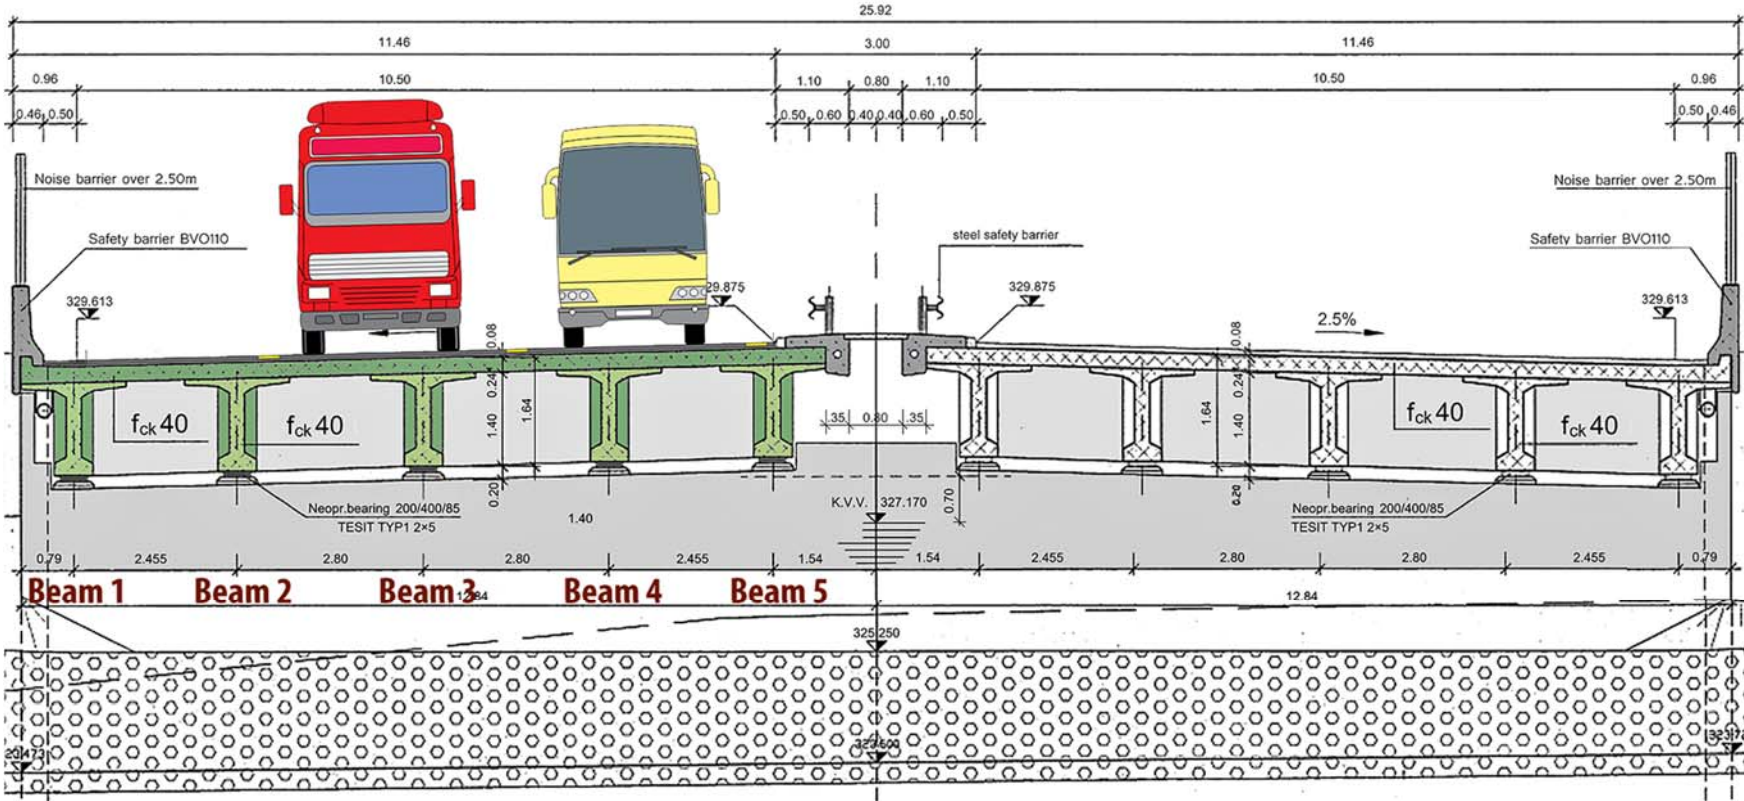 25.92
11.46 3.00 11.46
0.96 10.50 1.10 0.80 1.10 10.50 0.96
0.46 0.50 0.50 0.60 0.40 0.40 0.60 0.50 0.50 0.46
Noise barrier over 2.50m Noise barrier over 2.50m
Safety barrier BVO110 steel safety barrier Safety barrier BVO110
329.613 29.875 329.875 329.613
2.5%
0.08 0.08
0.24 0.24
1.40 1.64 1.64 1.40
fck 40 fck 40 .35 0.80 .35 fck 40 fck 40
0.20 0.70 0.20
Neopr.bearing 200/400/85 K.V.V. 327.170 Neopr.bearing 200/400/85
TESIT TYP1 2×5 1.40 TESIT TYP1 2×5
0.79 2.455 2.80 2.80 2.455 1.54 1.54 2.455 2.80 2.80 2.455 0.79
Beam 1 Beam 2 Beam 3 Beam 4 Beam 5
12.84 12.84
325.250